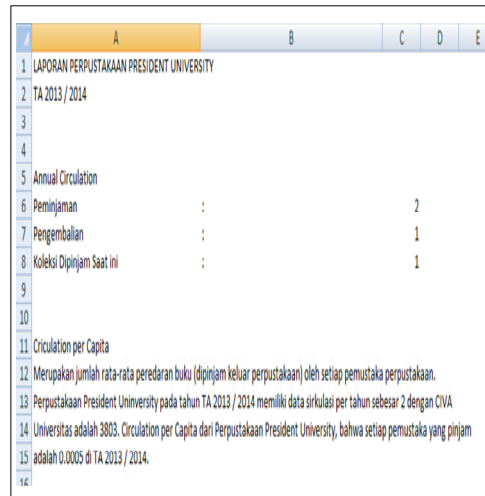 A B C D E
1 LAPORAN PERPUSTAKAAN PRESIDENT UNIVERSITY
2 TA 2013 / 2014
3
4
5 Annual Circulation
6 Peminjaman : 2
7 Pengembalian : 1
8 Koleksi Dipinjam Saat ini : 1
9
10
11 Criculation per Capita
12 Merupakan jumlah rata-rata peredaran buku (dipinjam keluar perpustakaan) oleh setiap pemustaka perpustakaan.
13 Perpustakaan President Uninversity pada tahun TA 2013 / 2014 memiliki data sirkulasi per tahun sebesar 2 dengan CIVA
14 Universitas adalah 3803. Circulation per Capita dari Perpustakaan President University, bahwa setiap pemustaka yang pinjam
15 adalah 0.0005 di TA 2013 / 2014.
16